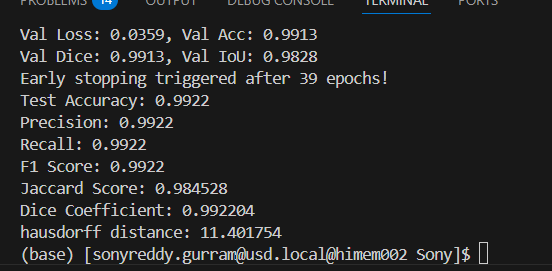 PROBLEMS 14 OUTPUT DEBUG CONSOLE TERMINAL PORTS
Val Loss: 0.0359, Val Acc: 0.9913
Val Dice: 0.9913, Val IoU: 0.9828
Early stopping triggered after 39 epochs!
Test Accuracy: 0.9922
Precision: 0.9922
Recall: 0.9922
F1 Score: 0.9922
Jaccard Score: 0.984528
Dice Coefficient: 0.992204
hausdorff distance: 11.401754
(base) [sonyreddy.gurram@usd.local@himem002 Sony]$